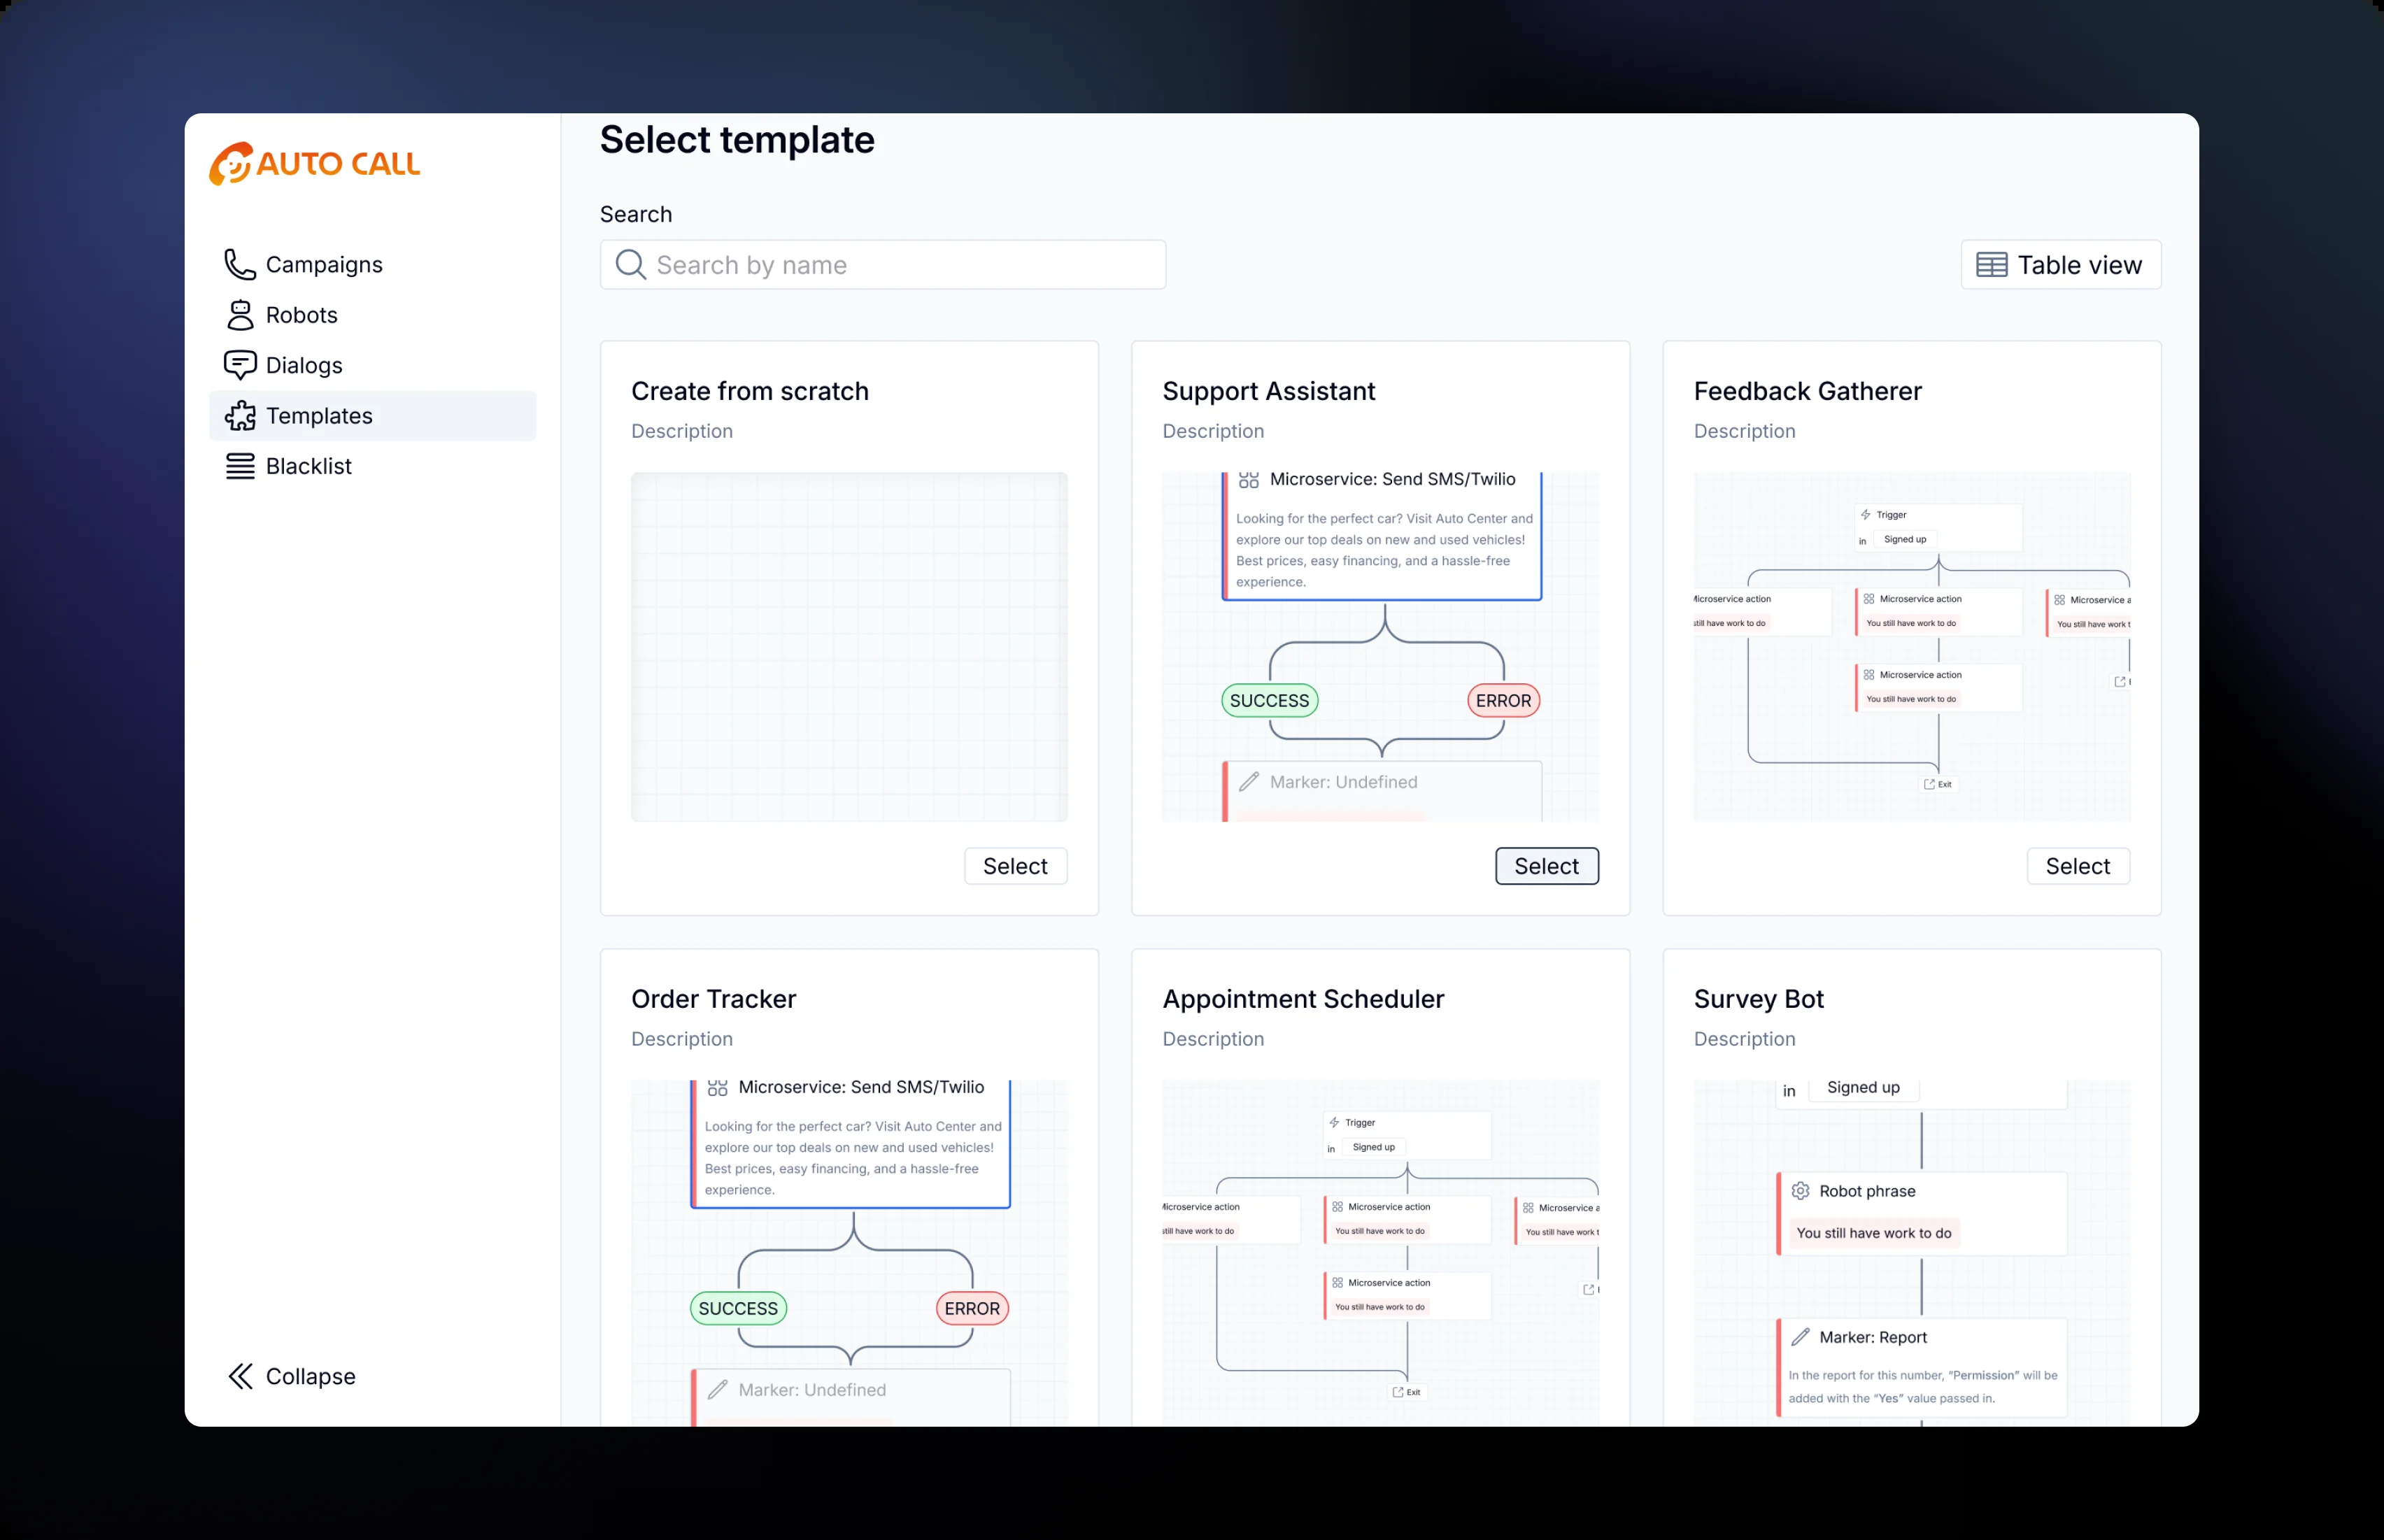 AUTO CALL
Campaigns
Robots
Dialogs
Templates
Blacklist
Collapse
Select template
Search
Search by name
Table view
Create from scratch
Description
Select
Support Assistant
Description
Microservice: Send SMS/Twilio
Looking for the perfect car? Visit Auto Center and
explore our top deals on new and used vehicles!
Best prices, easy financing, and a hassle-free
experience.
SUCCESS
ERROR
Marker: Undefined
Select
Feedback Gatherer
Description
Trigger
in Signed up
Microservice action
still have work to do
Microservice action
You still have work to do
Microservice a
You still have work t
Microservice action
You still have work to do
Exit
Select
Order Tracker
Description
Microservice: Send SMS/Twilio
Looking for the perfect car? Visit Auto Center and
explore our top deals on new and used vehicles!
Best prices, easy financing, and a hassle-free
experience.
SUCCESS
ERROR
Marker: Undefined
Appointment Scheduler
Description
Trigger
in Signed up
Microservice action
still have work to do
Microservice action
You still have work to do
Microservice a
You still have work t
Microservice action
You still have work to do
Exit
Survey Bot
Description
in Signed up
Robot phrase
You still have work to do
Marker: Report
In the report for this number, “Permission” will be
added with the “Yes” value passed in.